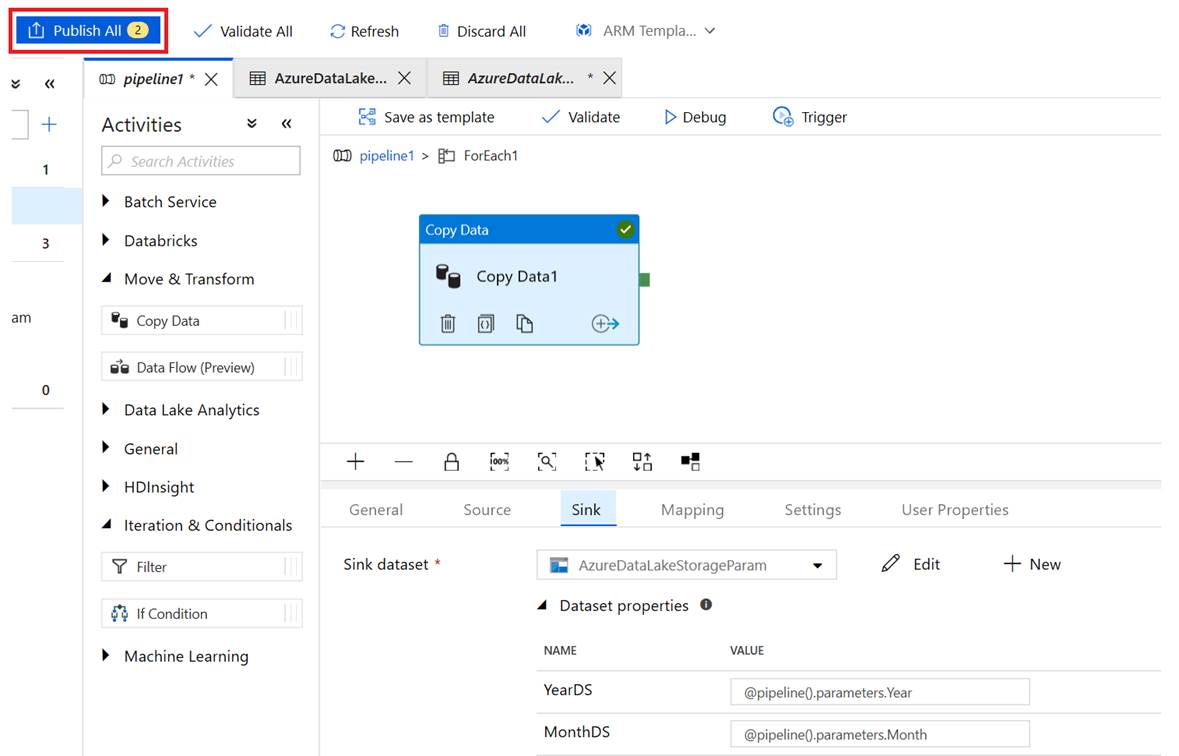 Publish All 2 Validate All Refresh Discard All ARM Templa...
pipeline1 * AzureDataLake... AzureDataLak... *
Activities
Search Activities
Batch Service
Databricks
Move & Transform
Copy Data
Data Flow (Preview)
Data Lake Analytics
General
HDInsight
Iteration & Conditionals
Filter
If Condition
Machine Learning
1
3
am
0
Save as template Validate Debug Trigger
pipeline1 > ForEach1
Copy Data
Copy Data1
100%
General Source Sink Mapping Settings User Properties
Sink dataset * AzureDataLakeStorageParam Edit New
Dataset properties
NAME VALUE
YearDS @pipeline().parameters.Year
MonthDS @pipeline().parameters.Month